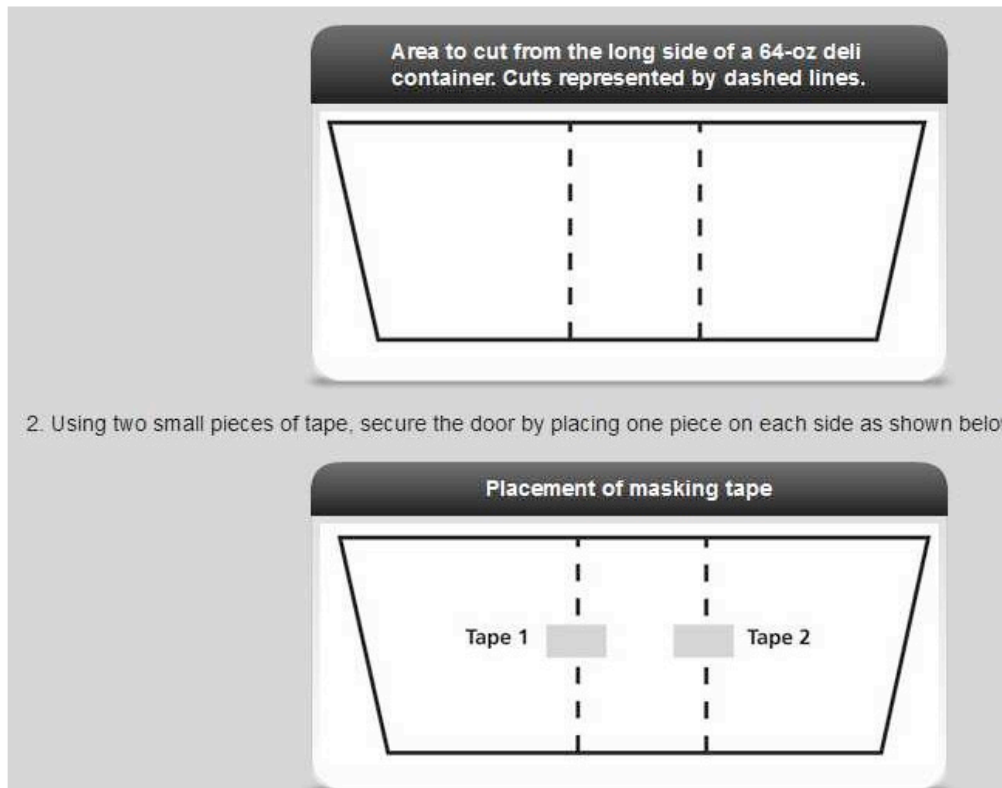 Area to cut from the long side of a 64-oz deli
container. Cuts represented by dashed lines.
2. Using two small pieces of tape, secure the door by placing one piece on each side as shown belo
Placement of masking tape
Tape 1
Tape 2